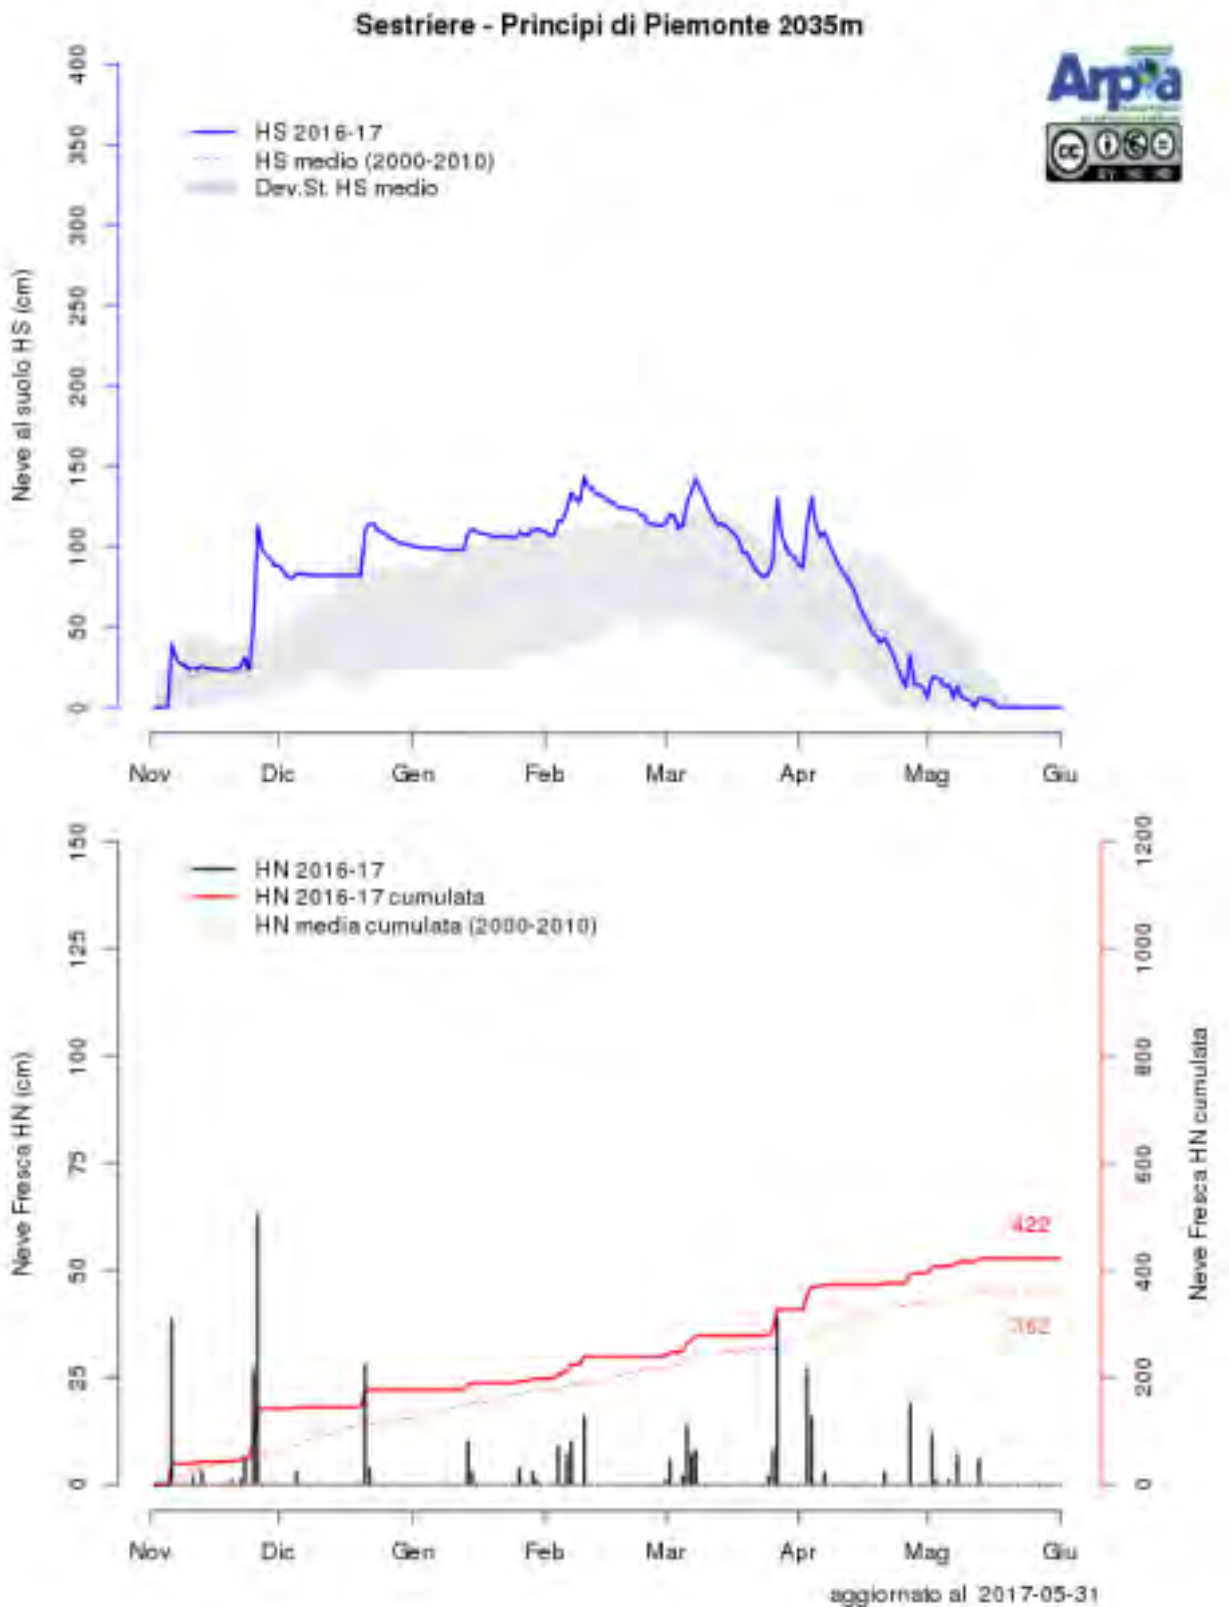 Sestriere - Principi di Piemonte 2035m
Arpa
cc
HS 2016-17
HS medio (2000-2010)
Dev.St. HS medio
Neve al suolo HS (cm)
400
350
300
250
200
150
100
50
0
Nov Dic Gen Feb Mar Apr Mag Giu
HN 2016-17
HN 2016-17 cumulata
HN media cumulata (2000-2010)
Neve Fresca HN (cm)
150
125
100
75
50
25
0
Neve Fresca HN cumulata
1200
1000
800
600
400
200
0
422
362
Nov Dic Gen Feb Mar Apr Mag Giu
aggiornato al 2017-05-31